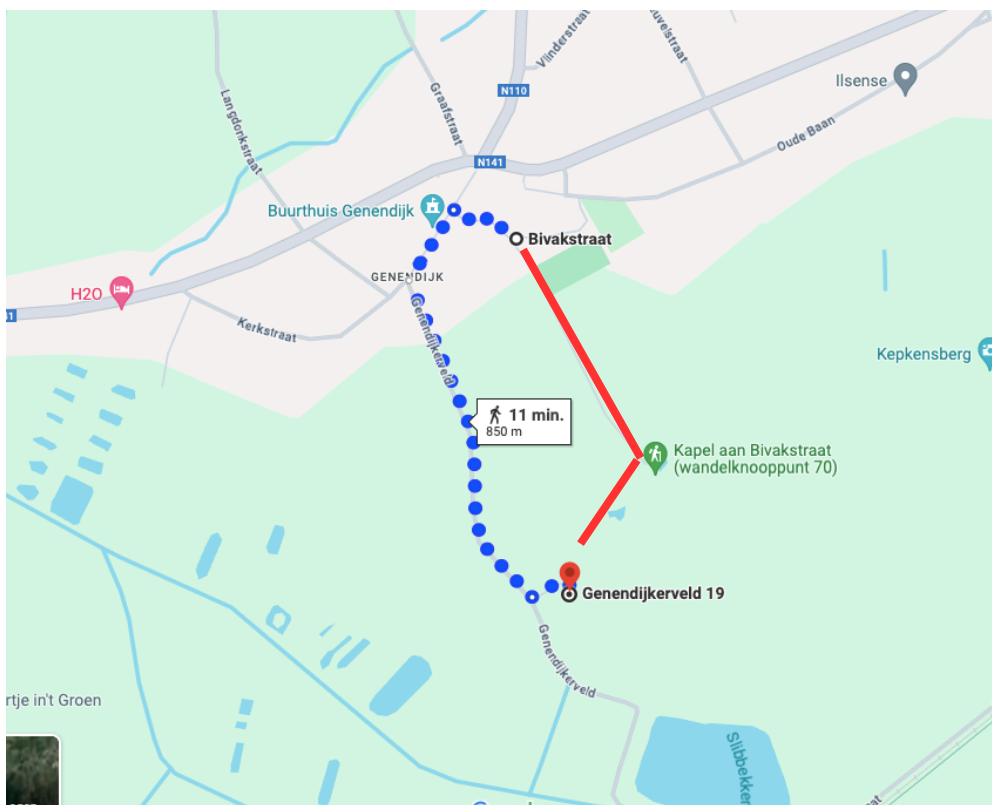 Vlinderstraat
Graafstraat
Langdonkstraat
N110
Ilsense
Oude Baan
N141
Buurthuis Genendijk
Bivakstraat
GENENDIJK
H2O
Kerkstraat
Genendijkerveld
Kepkensberg
11 min.
850 m
Kapel aan Bivakstraat
(wandelknooppunt 70)
Genendijkerveld 19
Genendijkerveld
rtje in't Groen
Slibbekker